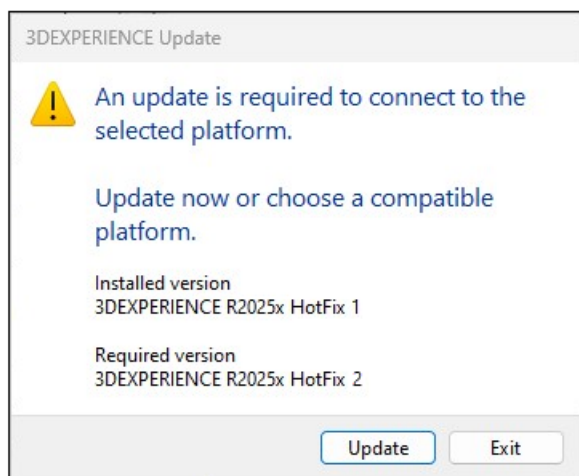 3DEXPERIENCE Update
An update is required to connect to the
selected platform.
Update now or choose a compatible
platform.
Installed version
3DEXPERIENCE R2025x HotFix 1
Required version
3DEXPERIENCE R2025x HotFix 2
Update
Exit